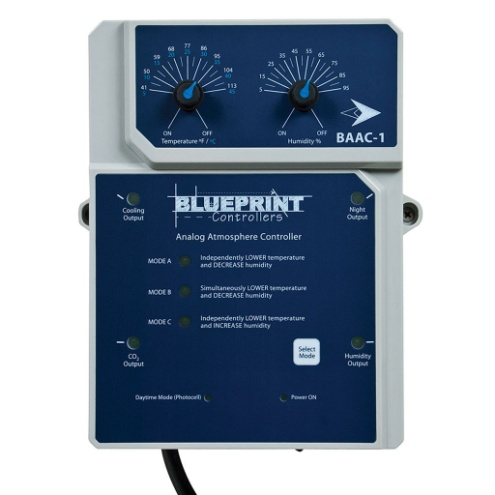 68 77 86
20 25 30
59 95
15 35
50 104
10 40
41 113
5 45
ON OFF
Temperature °F / °C
45 55
35 65
25 75
15 85
5 95
ON OFF
Humidity %
BAAC-1
Cooling
Output
BLUEPRINT
Controllers
Night
Output
Analog Atmosphere Controller
MODE A Independently LOWER temperature
and DECREASE humidity
MODE B Simultaneously LOWER temperature
and DECREASE humidity
MODE C Independently LOWER temperature
and INCREASE humidity
CO2
Output
Select
Mode
Humidity
Output
Daytime Mode (Photocell) Power ON